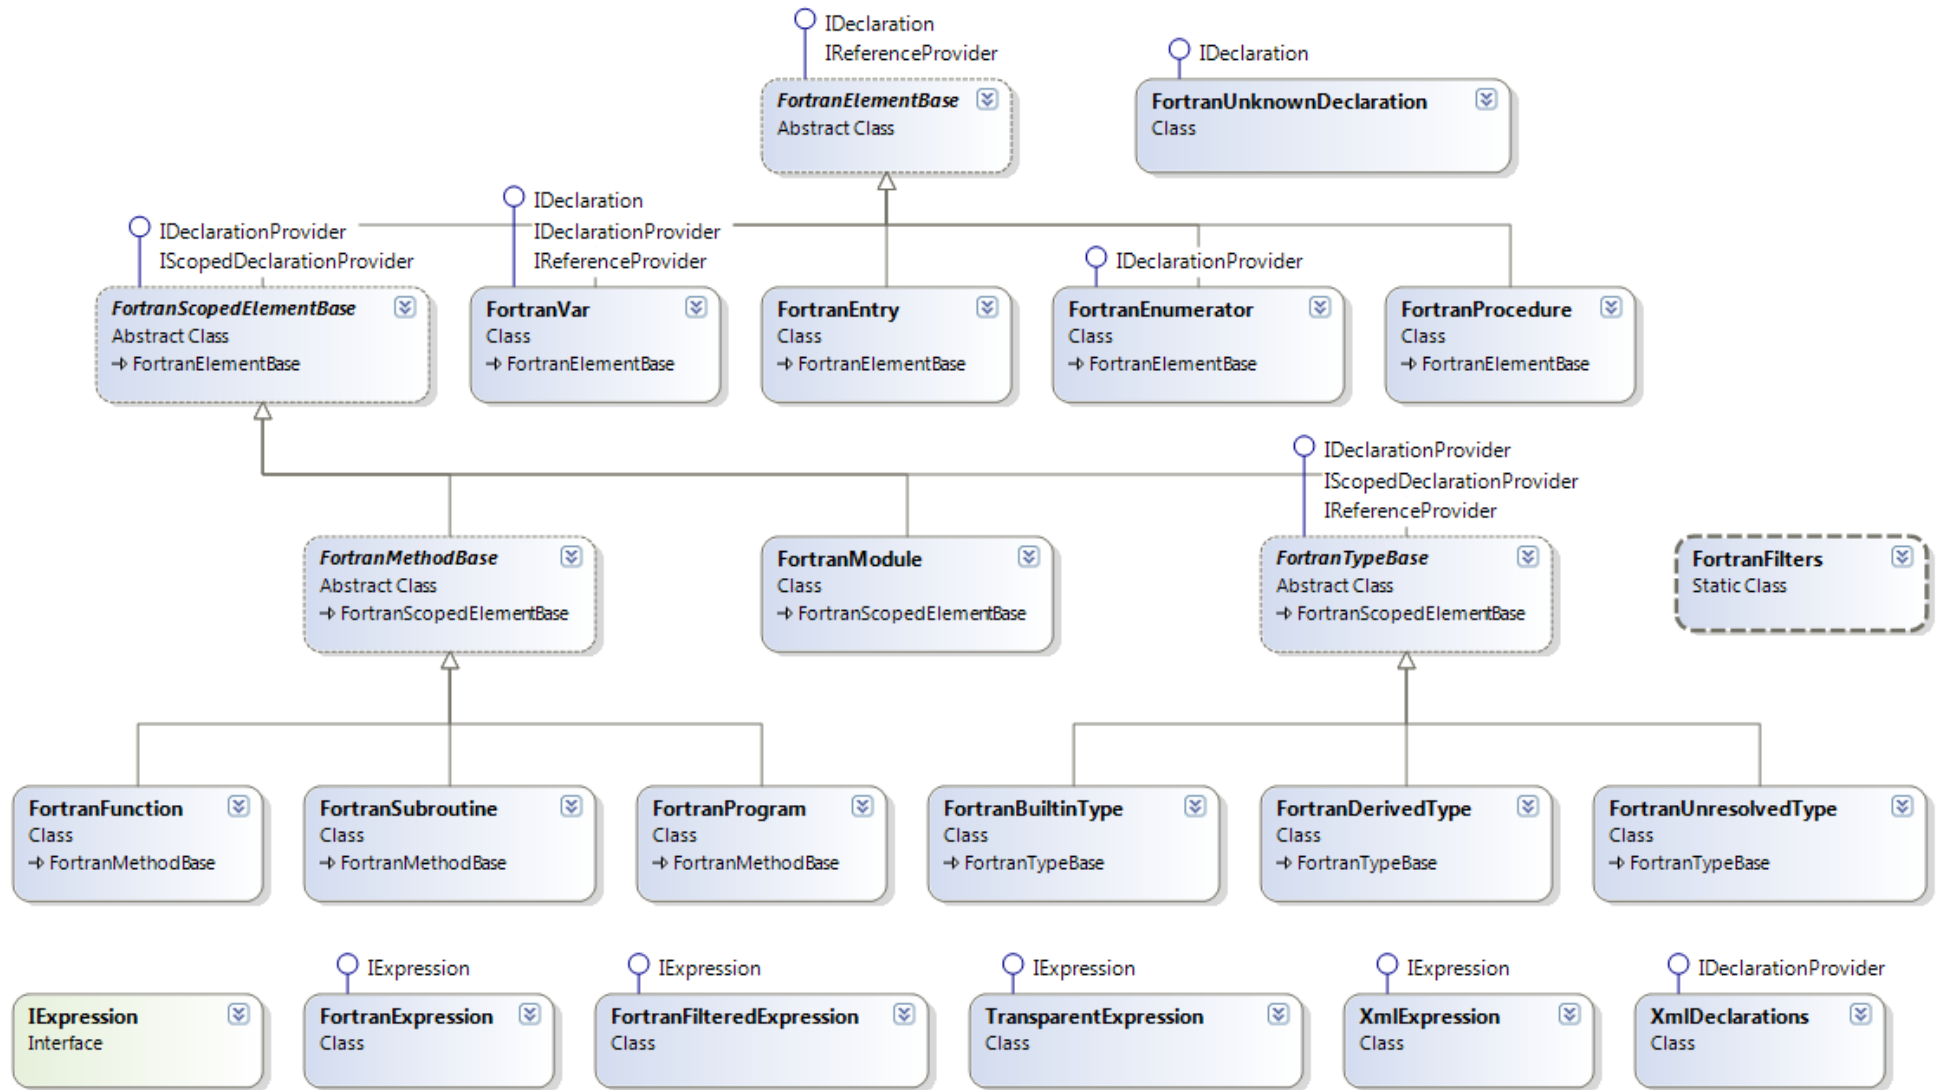 IDeclaration
IReferenceProvider
FortranElementBase
Abstract Class
IDeclaration
FortranUnknownDeclaration
Class
IDeclarationProvider
IScopedDeclarationProvider
FortranScopedElementBase
Abstract Class
FortranElementBase
IDeclaration
IDeclarationProvider
IReferenceProvider
FortranVar
Class
FortranElementBase
FortranEntry
Class
FortranElementBase
IDeclarationProvider
FortranEnumerator
Class
FortranElementBase
FortranProcedure
Class
FortranElementBase
FortranMethodBase
Abstract Class
FortranScopedElementBase
FortranModule
Class
FortranScopedElementBase
IDeclarationProvider
IScopedDeclarationProvider
IReferenceProvider
FortranTypeBase
Abstract Class
FortranScopedElementBase
FortranFilters
Static Class
FortranFunction
Class
FortranMethodBase
FortranSubroutine
Class
FortranMethodBase
FortranProgram
Class
FortranMethodBase
FortranBuiltinType
Class
FortranTypeBase
FortranDerivedType
Class
FortranTypeBase
FortranUnresolvedType
Class
FortranTypeBase
IExpression
Interface
IExpression
FortranExpression
Class
IExpression
FortranFilteredExpression
Class
IExpression
TransparentExpression
Class
IExpression
XmlExpression
Class
IDeclarationProvider
XmlDeclarations
Class